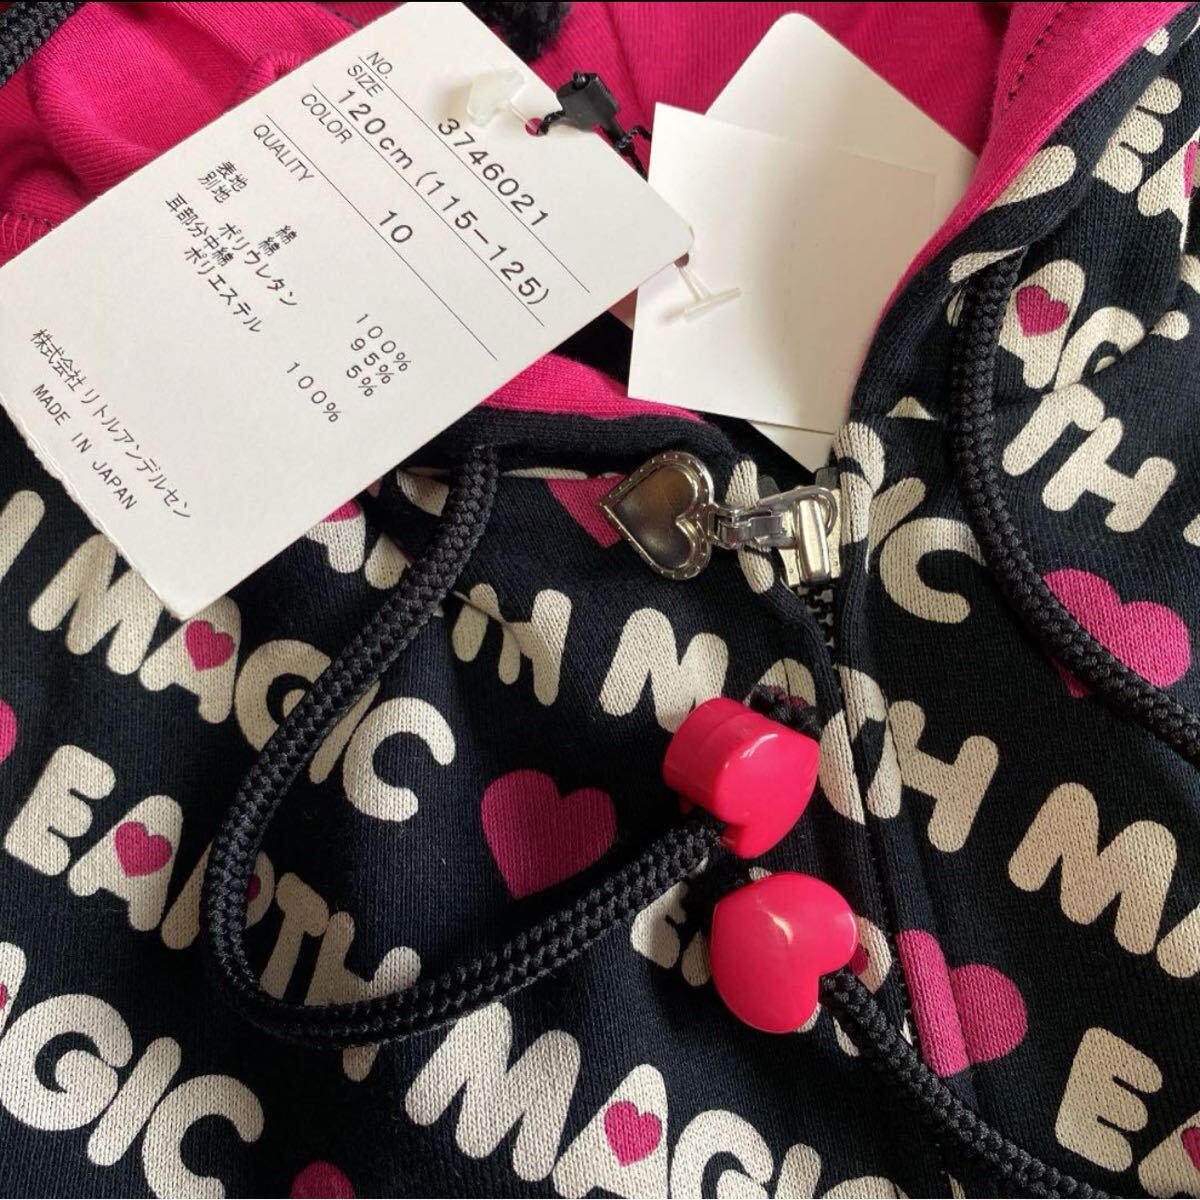 NO. 3746021
SIZE 120cm(115-125)
COLOR 10
QUALITY
表地 綿 100%
別地 綿 95%
ポリウレタン 5%
耳部分中綿
ポリエステル 100%
株式会社リトルアンデルセン
MADE IN JAPAN
MAGIC
EARTH MAGIC
EARTH MAGIC
EARTH
MAGIC